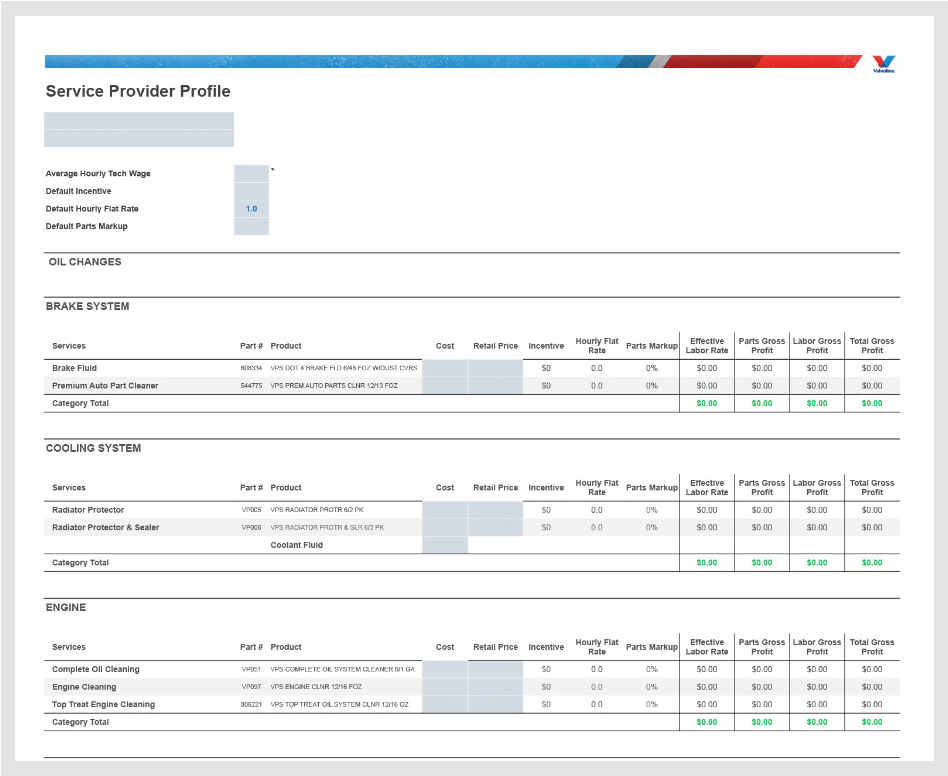 Valvoline
Service Provider Profile
Average Hourly Tech Wage
Default Incentive
Default Hourly Flat Rate 1.0
Default Parts Markup
OIL CHANGES
BRAKE SYSTEM
Services Part # Product Cost Retail Price Incentive Hourly Flat Rate Parts Markup Effective Labor Rate Parts Gross Profit Labor Gross Profit Total Gross Profit
Brake Fluid 608334 VPS DOT 4 BRAKE FLD 6/48 FOZ W/DUST CVRS $0 0.0 0% $0.00 $0.00 $0.00 $0.00
Premium Auto Part Cleaner 544775 VPS PREM AUTO PARTS CLNR 12/13 FOZ $0 0.0 0% $0.00 $0.00 $0.00 $0.00
Category Total $0.00 $0.00 $0.00 $0.00
COOLING SYSTEM
Services Part # Product Cost Retail Price Incentive Hourly Flat Rate Parts Markup Effective Labor Rate Parts Gross Profit Labor Gross Profit Total Gross Profit
Radiator Protector VP005 VPS RADIATOR PROTR 6/2 PK $0 0.0 0% $0.00 $0.00 $0.00 $0.00
Radiator Protector & Sealer VP006 VPS RADIATOR PROTR & SLR 6/3 PK $0 0.0 0% $0.00 $0.00 $0.00 $0.00
Coolant Fluid
Category Total $0.00 $0.00 $0.00 $0.00
ENGINE
Services Part # Product Cost Retail Price Incentive Hourly Flat Rate Parts Markup Effective Labor Rate Parts Gross Profit Labor Gross Profit Total Gross Profit
Complete Oil Cleaning VP051 VPS COMPLETE OIL SYSTEM CLEANER 6/1 GA $0 0.0 0% $0.00 $0.00 $0.00 $0.00
Engine Cleaning VP097 VPS ENGINE CLNR 12/16 FOZ $0 0.0 0% $0.00 $0.00 $0.00 $0.00
Top Treat Engine Cleaning 806221 VPS TOP TREAT OIL SYSTEM CLNR 12/16 OZ $0 0.0 0% $0.00 $0.00 $0.00 $0.00
Category Total $0.00 $0.00 $0.00 $0.00